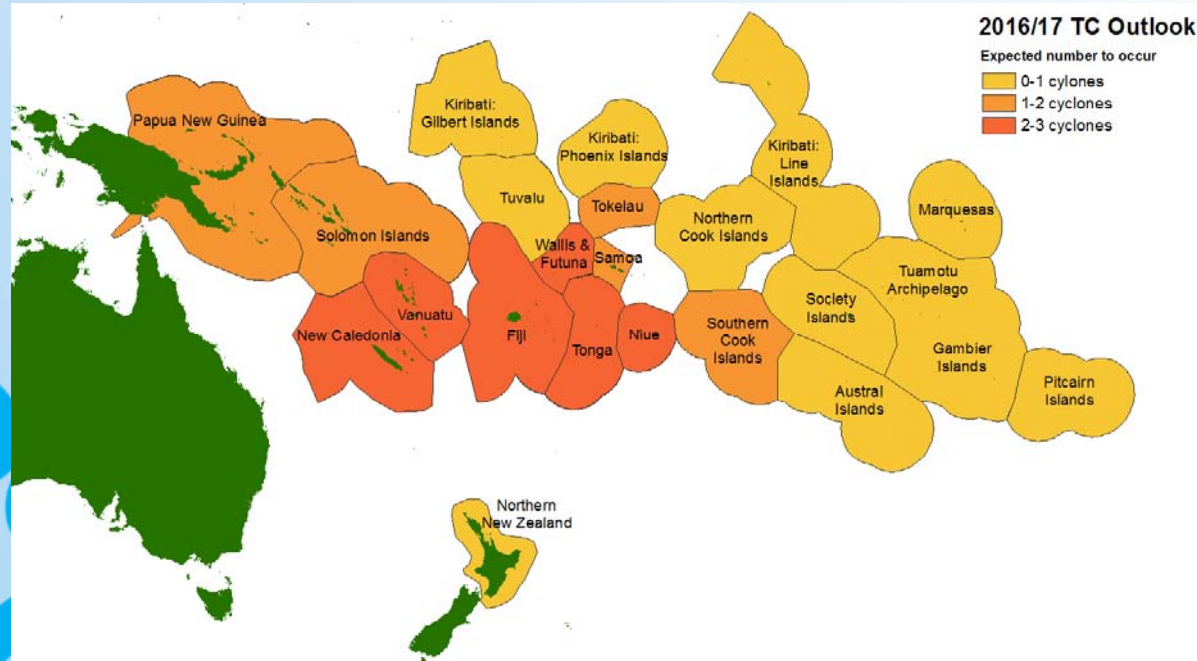 2016/17 TC Outlook
Expected number to occur
0-1 cylones
1-2 cyclones
2-3 cyclones
Papua New Guinea
Kiribati:
Gilbert Islands
Kiribati:
Phoenix Islands
Kiribati:
Line
Islands
Tuvalu
Tokelau
Northern
Cook Islands
Marquesas
Solomon Islands
Wallis &
Futuna
Samoa
Tuamotu
Archipelago
Society
Islands
Vanuatu
New Caledonia
Fiji
Tonga
Niue
Southern
Cook
Islands
Gambier
Islands
Austral
Islands
Pitcairn
Islands
Northern
New Zealand